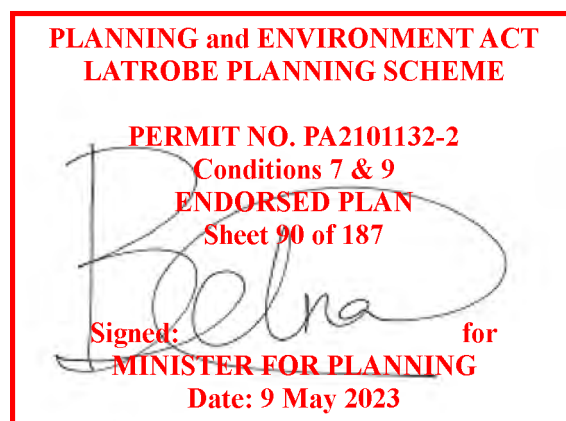 PLANNING and ENVIRONMENT ACT
LATROBE PLANNING SCHEME
PERMIT NO. PA2101132-2
Conditions 7 & 9
ENDORSED PLAN
Sheet 90 of 187
Signed: for
MINISTER FOR PLANNING
Date: 9 May 2023